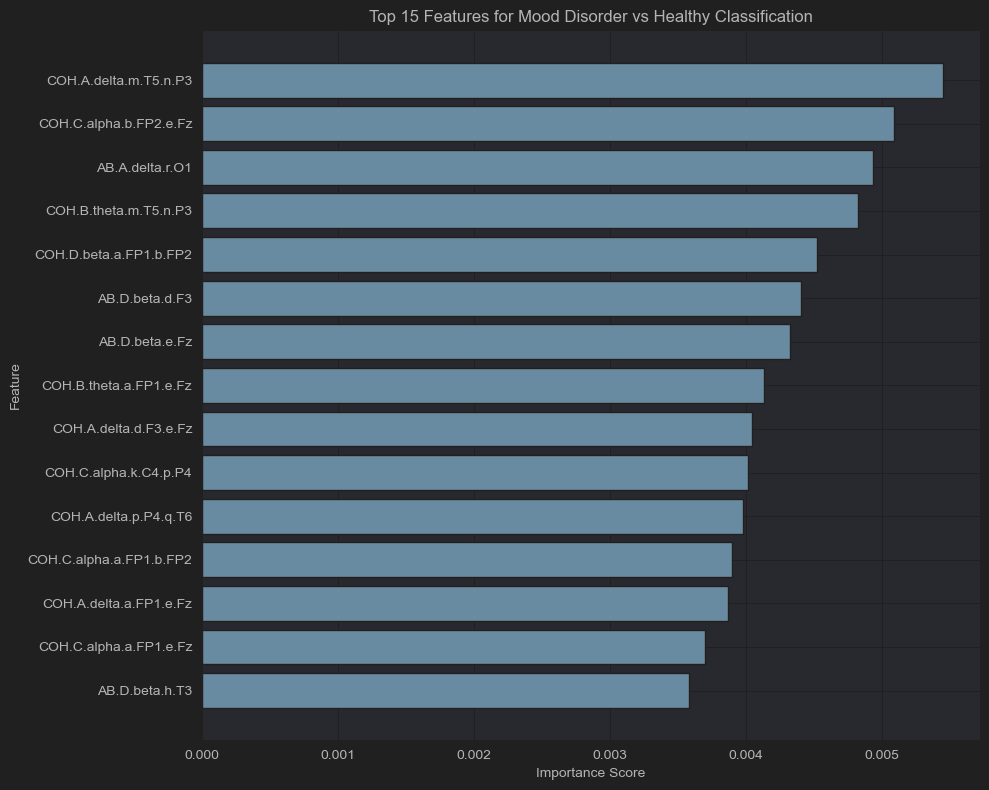 Top 15 Features for Mood Disorder vs Healthy Classification
COH.A.delta.m.T5.n.P3
COH.C.alpha.b.FP2.e.Fz
AB.A.delta.r.O1
COH.B.theta.m.T5.n.P3
COH.D.beta.a.FP1.b.FP2
AB.D.beta.d.F3
AB.D.beta.e.Fz
COH.B.theta.a.FP1.e.Fz
COH.A.delta.d.F3.e.Fz
COH.C.alpha.k.C4.p.P4
COH.A.delta.p.P4.q.T6
COH.C.alpha.a.FP1.b.FP2
COH.A.delta.a.FP1.e.Fz
COH.C.alpha.a.FP1.e.Fz
AB.D.beta.h.T3
Feature
0.000 0.001 0.002 0.003 0.004 0.005
Importance Score